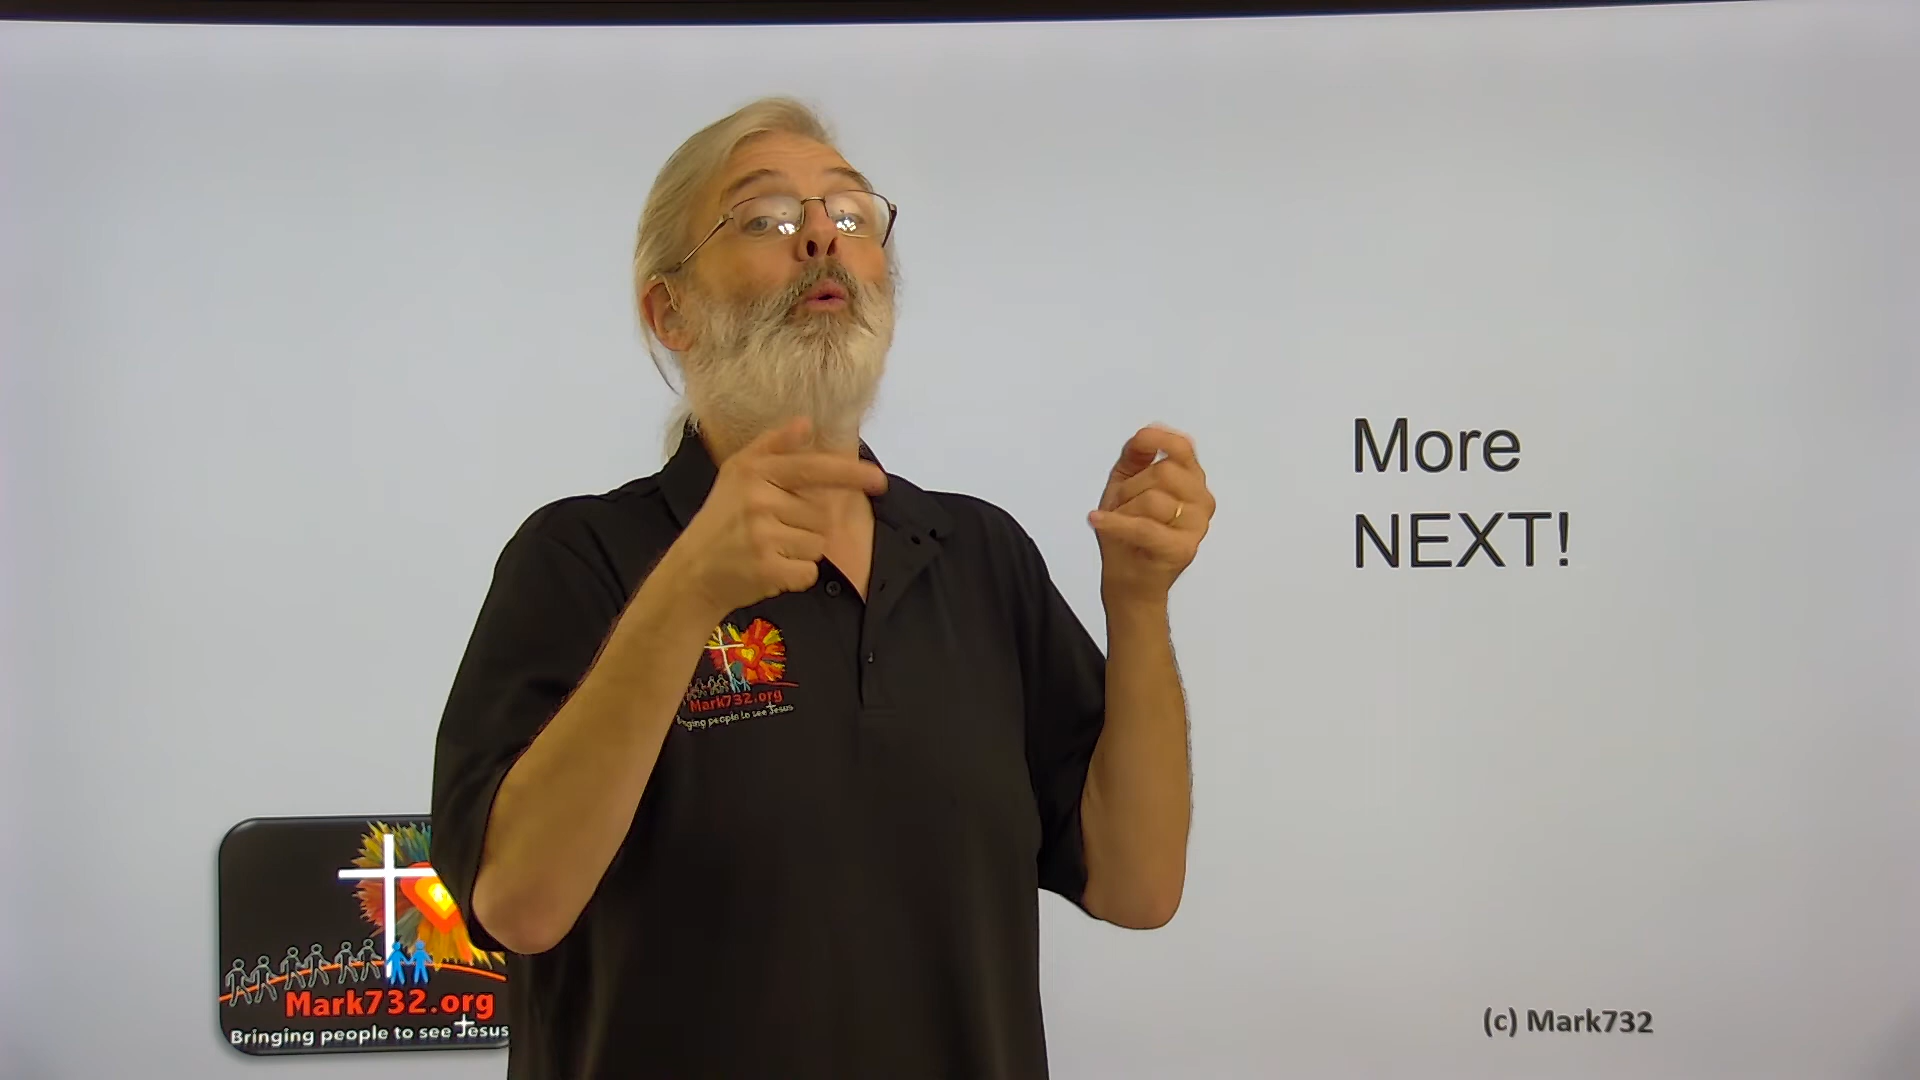 More
NEXT!
Mark732.org
Bringing people to see Jesus
Mark732.org
Bringing people to see Jesus
(c) Mark732